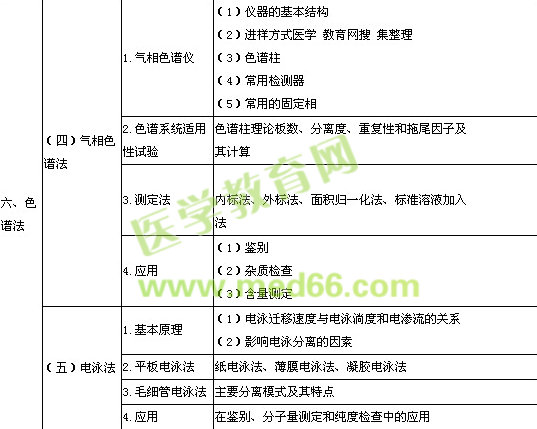 六、色
谱法
（四）气相色
谱法
1.气相色谱仪
（1）仪器的基本结构
（2）进样方式医学 教育网搜 集整理
（3）色谱柱
（4）常用检测器
（5）常用的固定相
2.色谱系统适用
性试验
色谱柱理论板数、分离度、重复性和拖尾因子及
其计算
3.测定法
内标法、外标法、面积归一化法、标准溶液加入
法
4.应用
（1）鉴别
（2）杂质检查
（3）含量测定
（五）电泳法
1.基本原理
（1）电泳迁移速度与电泳淌度和电渗流的关系
（2）影响电泳分离的因素
2.平板电泳法
纸电泳法、薄膜电泳法、凝胶电泳法
3.毛细管电泳法
主要分离模式及其特点
4.应用
在鉴别、分子量测定和纯度检查中的应用
医学教育网
www.med66.com